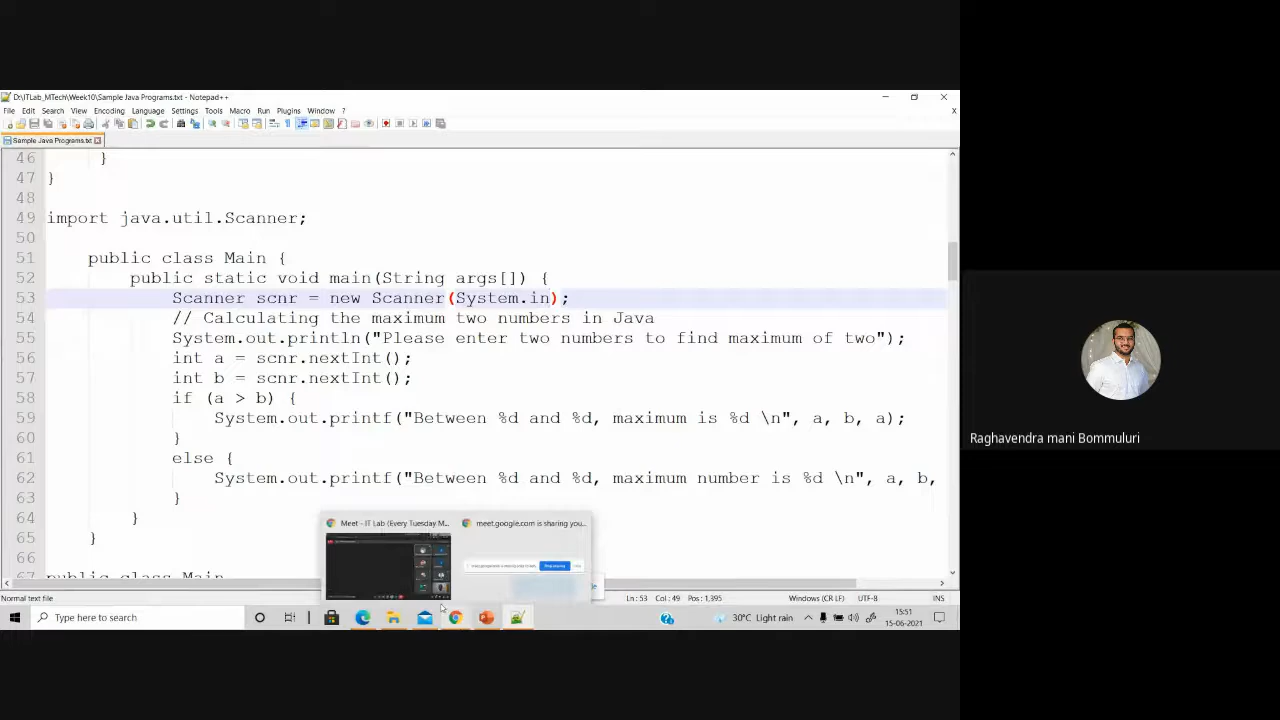 D:\ITLab_MTech\Week10\Sample Java Programs.txt - Notepad++
File Edit Search View Encoding Language Settings Tools Macro Run Plugins Window ?
X
Sample Java Programs.txt
46 }
47 }
48
49 import java.util.Scanner;
50
51 public class Main {
52 public static void main(String args[]) {
53 Scanner scnr = new Scanner(System.in);
54 // Calculating the maximum two numbers in Java
55 System.out.println("Please enter two numbers to find maximum of two");
56 int a = scnr.nextInt();
57 int b = scnr.nextInt();
58 if (a > b) {
59 System.out.printf("Between %d and %d, maximum is %d \n", a, b, a);
60 }
61 else {
62 System.out.printf("Between %d and %d, maximum number is %d \n", a, b,
63 }
64 }
65 }
66
67 public class Main
Meet - IT Lab (Every Tuesday M... meet.google.com is sharing you...
Stop sharing
Normal text file Ln : 53 Col : 49 Pos : 1,395 Windows (CR LF) UTF-8 INS
Type here to search 30°C Light rain 15:51
15-06-2021
Raghavendra mani Bommuluri